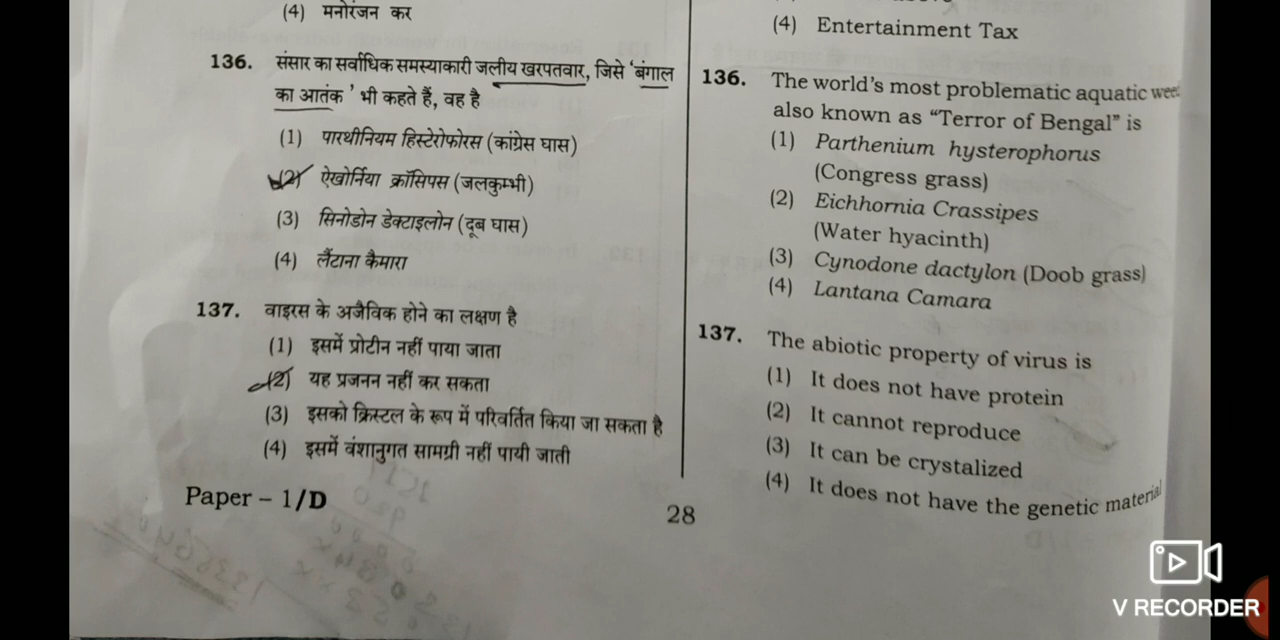 (4) मनोरंजन कर
136. संसार का सर्वाधिक समस्याकारी जलीय खरपतवार, जिसे 'बंगाल
का आतंक' भी कहते हैं, वह है
(1) पारथीनियम हिस्टेरोफोरस (कांग्रेस घास)
(2) ऐखोर्निया क्रॉसिपस (जलकुम्भी)
(3) सिनोडोन डेक्टाइलोन (दूब घास)
(4) लैंटाना कैमारा
137. वाइरस के अजैविक होने का लक्षण है
(1) इसमें प्रोटीन नहीं पाया जाता
(2) यह प्रजनन नहीं कर सकता
(3) इसको क्रिस्टल के रूप में परिवर्तित किया जा सकता है
(4) इसमें वंशानुगत सामग्री नहीं पायी जाती
(4) Entertainment Tax
136. The world's most problematic aquatic
also known as "Terror of Bengal" is
(1) Parthenium hysterophorus
(Congress grass)
(2) Eichhornia Crassipes
(Water hyacinth)
(3) Cynodone dactylon (Doob grass)
(4) Lantana Camara
137. The abiotic property of virus is
(1) It does not have protein
(2) It cannot reproduce
(3) It can be crystalized
(4) It does not have the genetic material
Paper – 1/D
28
V RECORDER